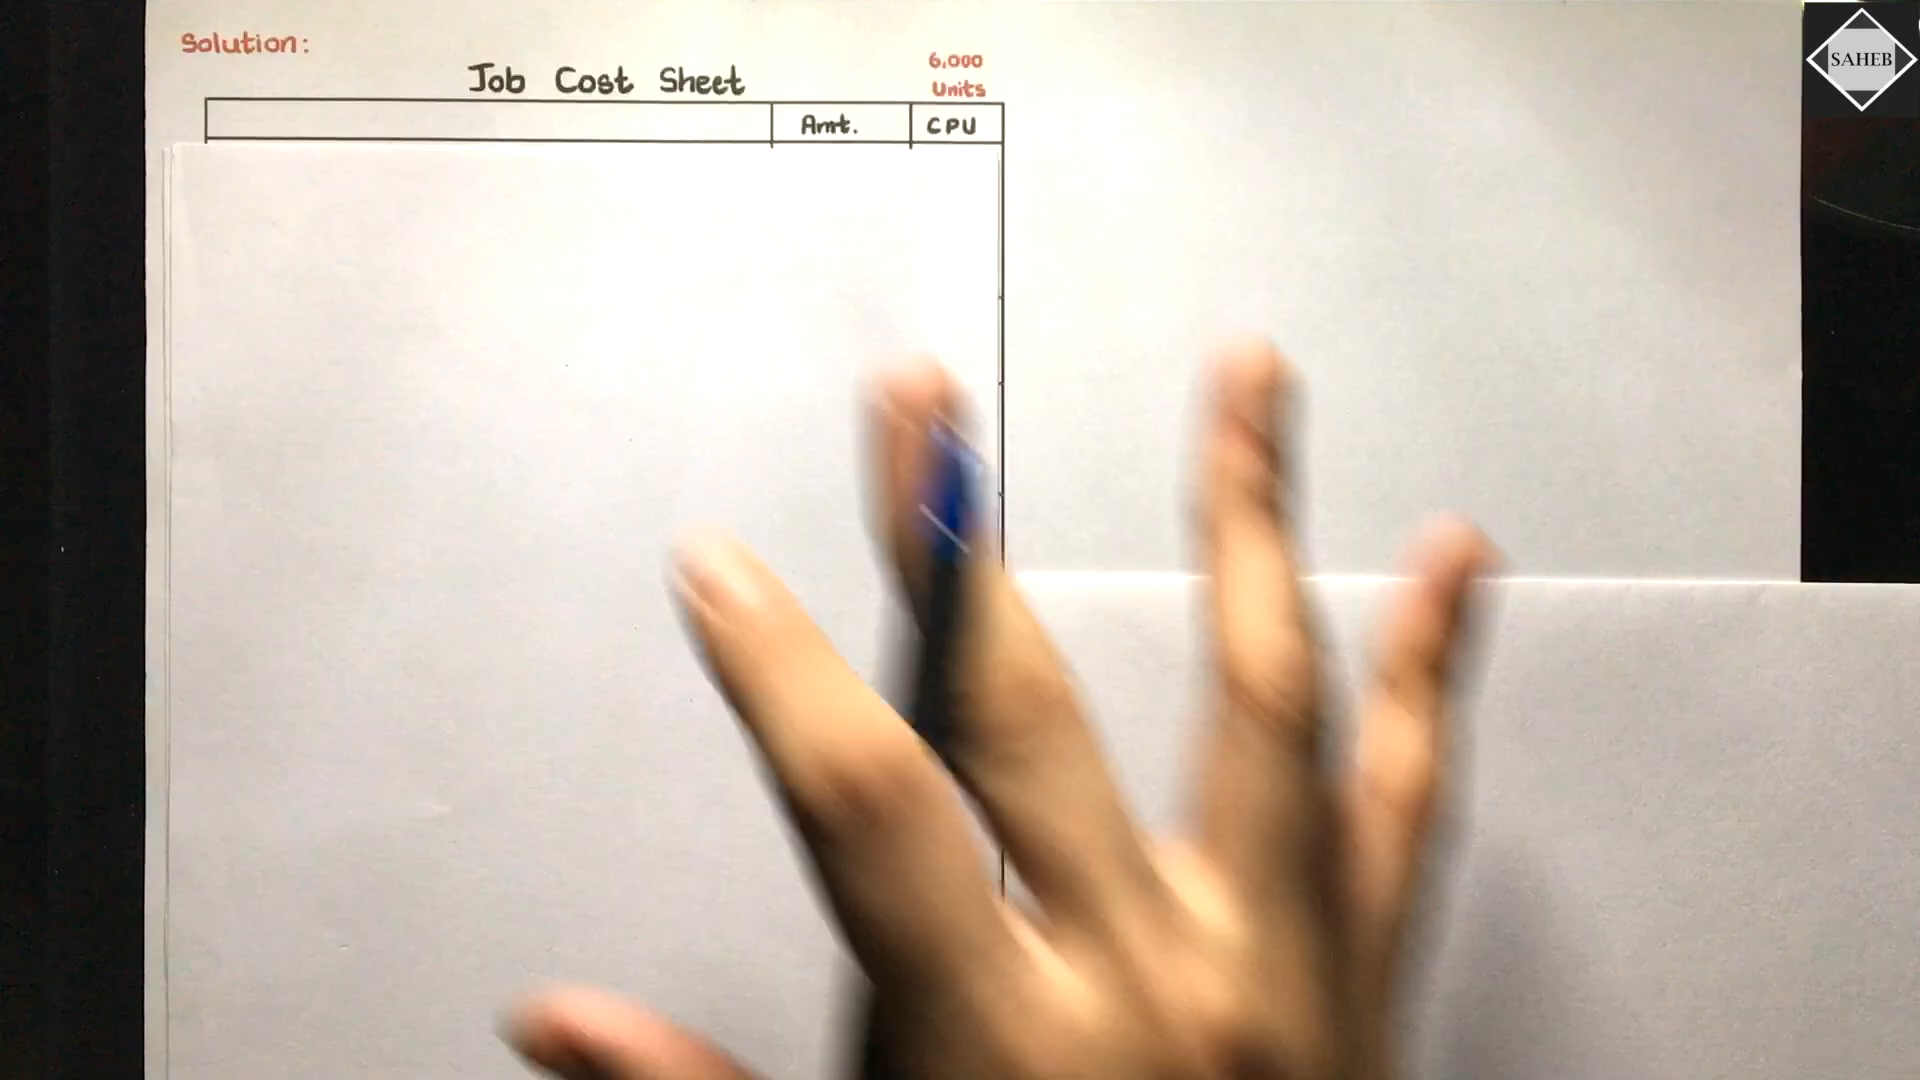 Solution:
Job Cost Sheet
6,000
Units
Amt.
CPU
SAHEB